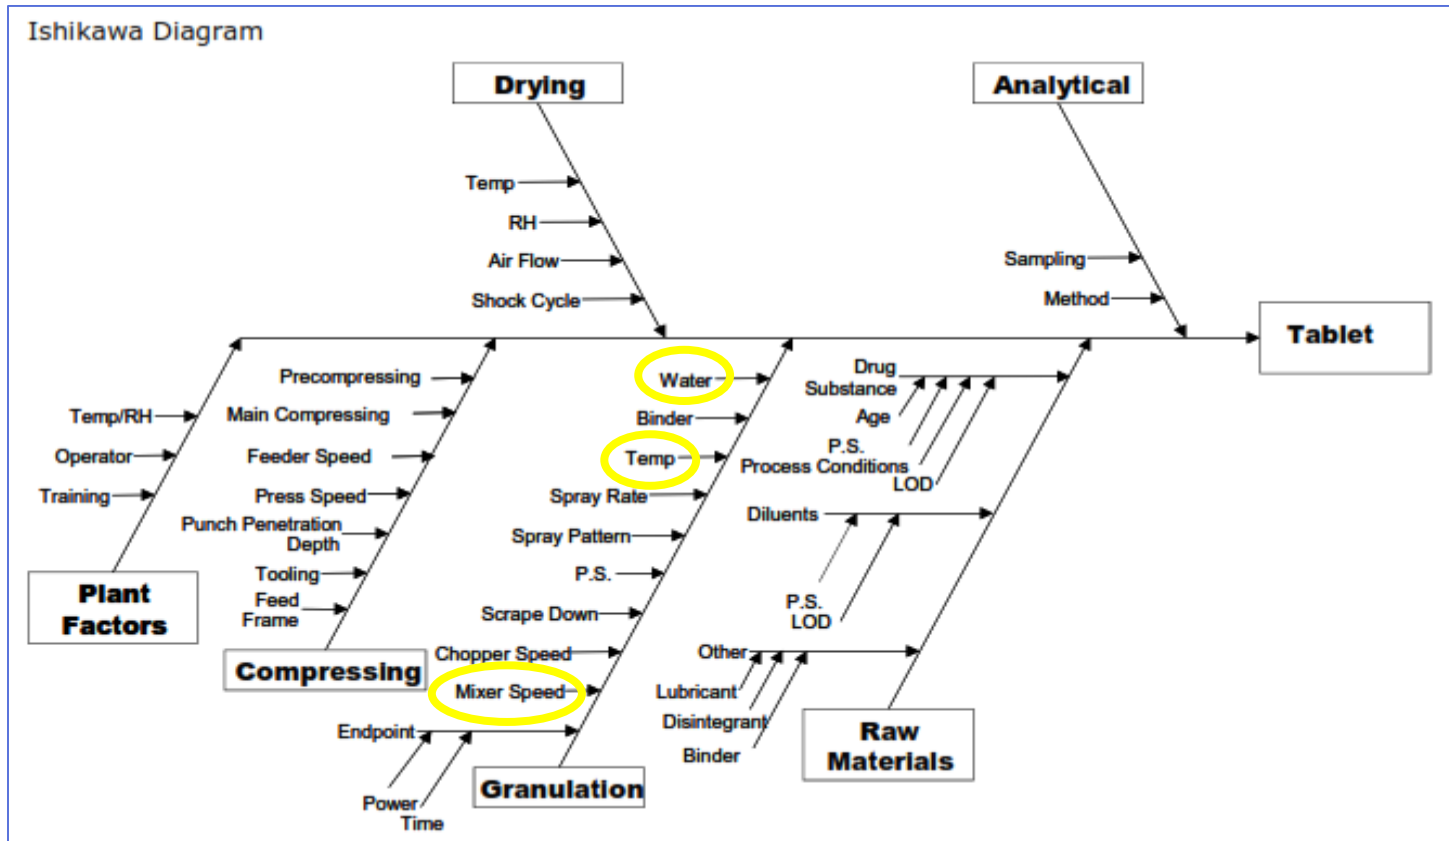 Ishikawa Diagram
Drying
Analytical
Temp
RH
Air Flow
Shock Cycle
Sampling
Method
Tablet
Temp/RH
Operator
Training
Plant
Factors
Precompressing
Main Compressing
Feeder Speed
Press Speed
Punch Penetration
Depth
Tooling
Feed
Frame
Compressing
Water
Binder
Temp
Spray Rate
Spray Pattern
P.S.
Scrape Down
Chopper Speed
Mixer Speed
Endpoint
Power
Time
Granulation
Drug
Substance
Age
P.S.
Process Conditions
LOD
Diluents
P.S.
LOD
Other
Lubricant
Disintegrant
Binder
Raw
Materials